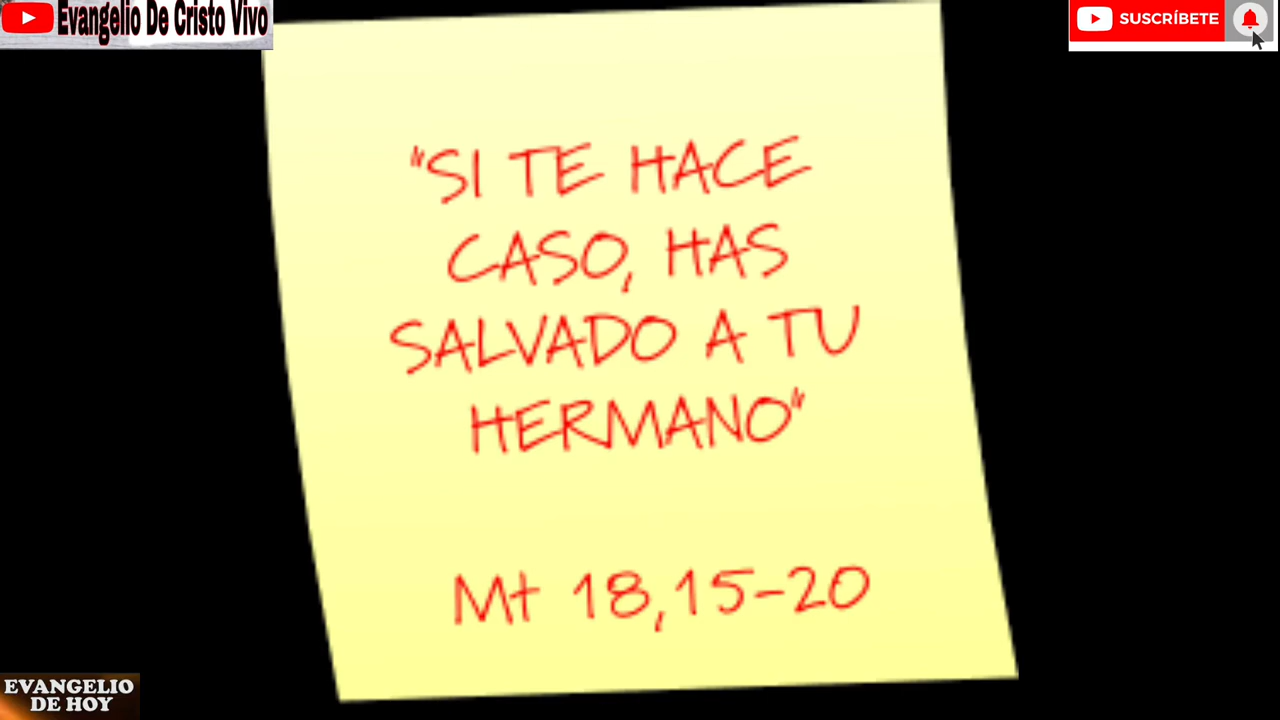 Evangelio De Cristo Vivo
SUSCRÍBETE
"SI TE HACE
CASO, HAS
SALVADO A TU
HERMANO"
Mt 18,15-20
EVANGELIO
DE HOY